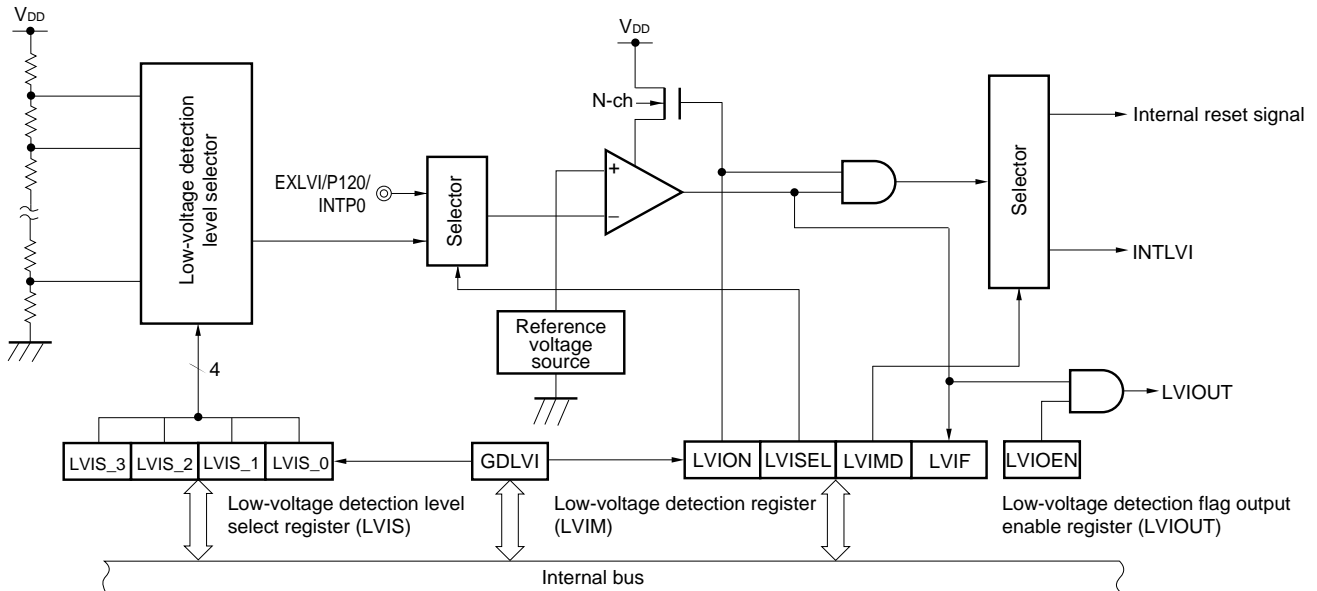 VDD
VDD
N-ch
Low-voltage detection
level selector
EXLVI/P120/
INTP0
Selector
+
−
Selector
Internal reset signal
INTLVI
Reference
voltage
source
4
LVIOUT
LVIS_3
LVIS_2
LVIS_1
LVIS_0
GDLVI
LVION
LVISEL
LVIMD
LVIF
LVIOEN
Low-voltage detection level
select register (LVIS)
Low-voltage detection register
(LVIM)
Low-voltage detection flag output
enable register (LVIOUT)
Internal bus